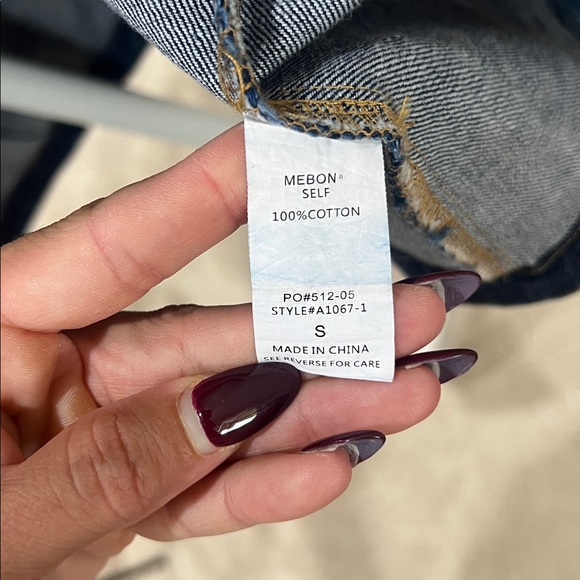 MEBON®
SELF
100%COTTON
PO#512-05
STYLE#A1067-1
S
MADE IN CHINA
SEE REVERSE FOR CARE